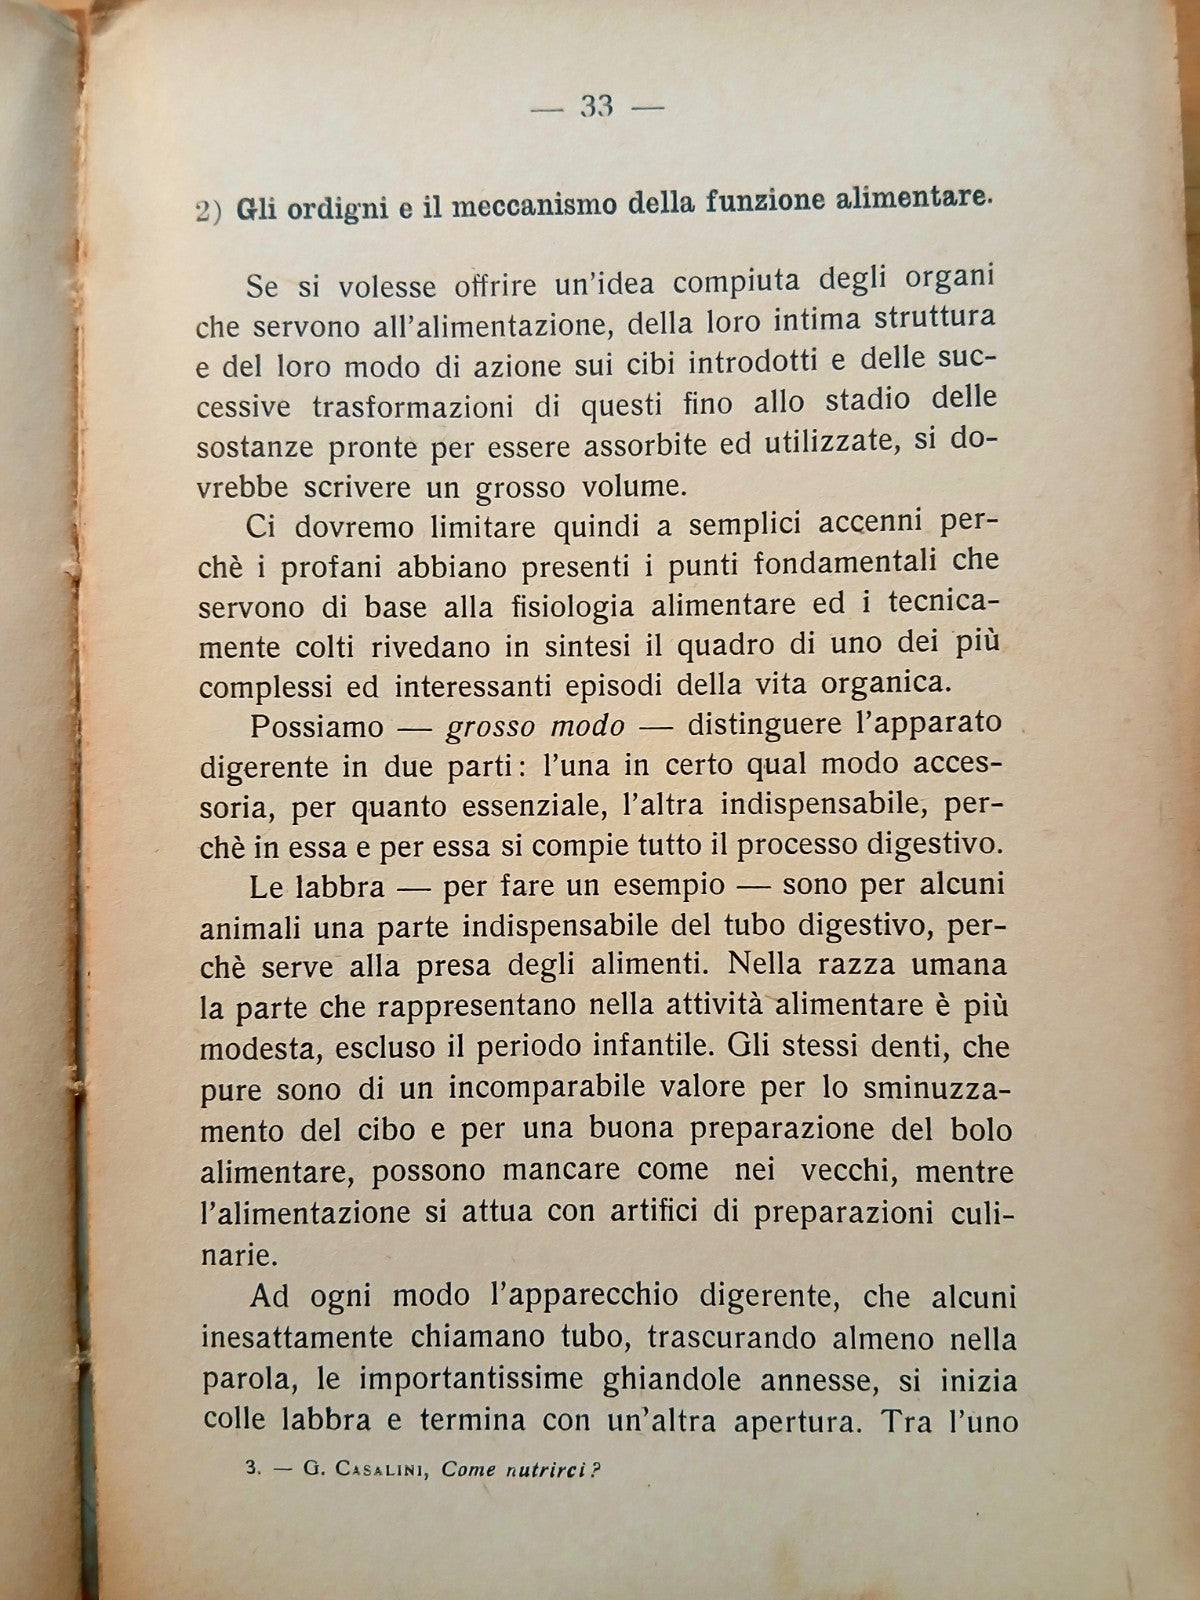 — 33 —
2) Gli ordigni e il meccanismo della funzione alimentare.
Se si volesse offrire un'idea compiuta degli organi
che servono all'alimentazione, della loro intima struttura
e del loro modo di azione sui cibi introdotti e delle suc-
cessive trasformazioni di questi fino allo stadio delle
sostanze pronte per essere assorbite ed utilizzate, si do-
vrebbe scrivere un grosso volume.
Ci dovremo limitare quindi a semplici accenni per-
chè i profani abbiano presenti i punti fondamentali che
servono di base alla fisiologia alimentare ed i tecnica-
mente colti rivedano in sintesi il quadro di uno dei più
complessi ed interessanti episodi della vita organica.
Possiamo — grosso modo — distinguere l'apparato
digerente in due parti: l'una in certo qual modo acces-
soria, per quanto essenziale, l'altra indispensabile, per-
chè in essa e per essa si compie tutto il processo digestivo.
Le labbra — per fare un esempio — sono per alcuni
animali una parte indispensabile del tubo digestivo, per-
chè serve alla presa degli alimenti. Nella razza umana
la parte che rappresentano nella attività alimentare è più
modesta, escluso il periodo infantile. Gli stessi denti, che
pure sono di un incomparabile valore per lo sminuzza-
mento del cibo e per una buona preparazione del bolo
alimentare, possono mancare come nei vecchi, mentre
l'alimentazione si attua con artifici di preparazioni culi-
narie.
Ad ogni modo l'apparecchio digerente, che alcuni
inesattamente chiamano tubo, trascurando almeno nella
parola, le importantissime ghiandole annesse, si inizia
colle labbra e termina con un'altra apertura. Tra l'uno
3. — G. Casalini, Come nutrirci?